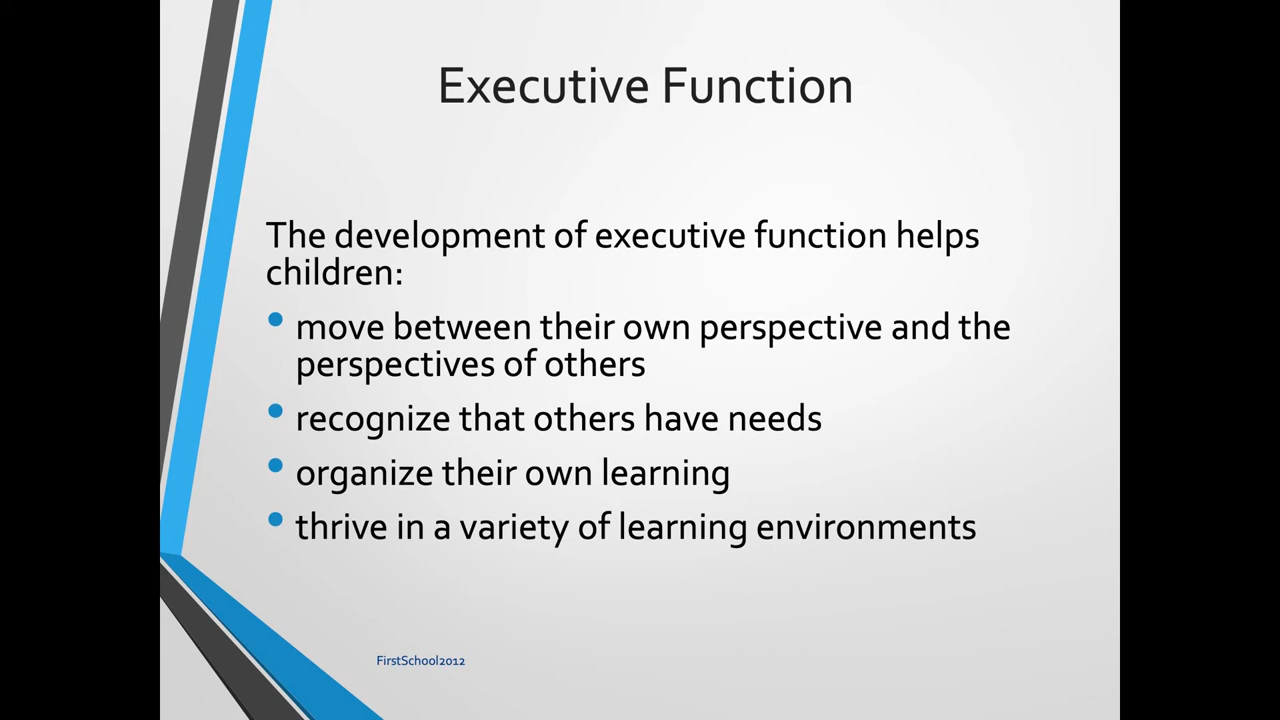 Executive Function
The development of executive function helps
children:
• move between their own perspective and the
perspectives of others
• recognize that others have needs
• organize their own learning
• thrive in a variety of learning environments
FirstSchool2012